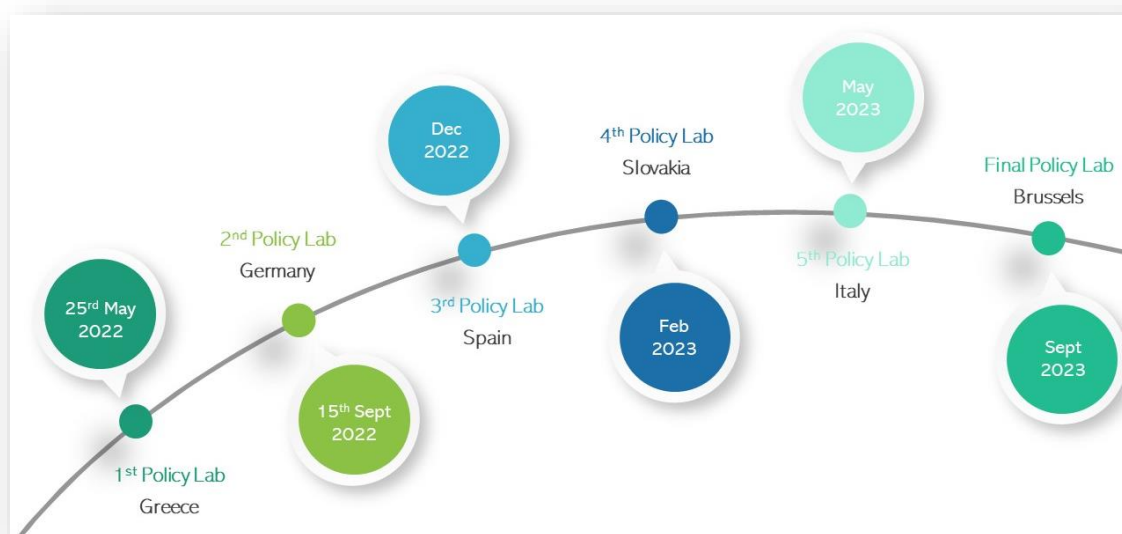 25rd May
2022
1st Policy Lab
Greece
2nd Policy Lab
Germany
15th Sept
2022
Dec
2022
3rd Policy Lab
Spain
4th Policy Lab
Slovakia
Feb
2023
May
2023
5th Policy Lab
Italy
Final Policy Lab
Brussels
Sept
2023